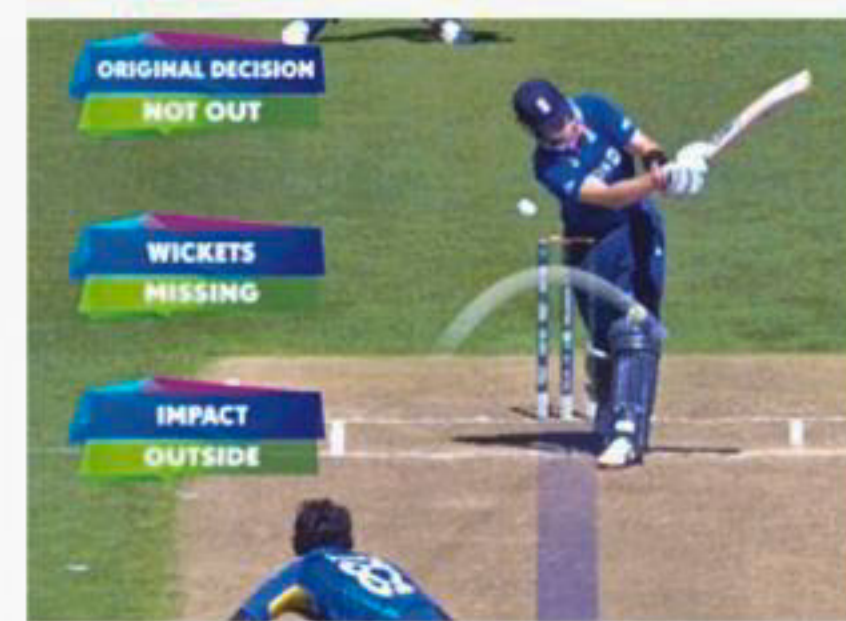 ORIGINAL DECISION
NOT OUT
WICKETS
MISSING
IMPACT
OUTSIDE